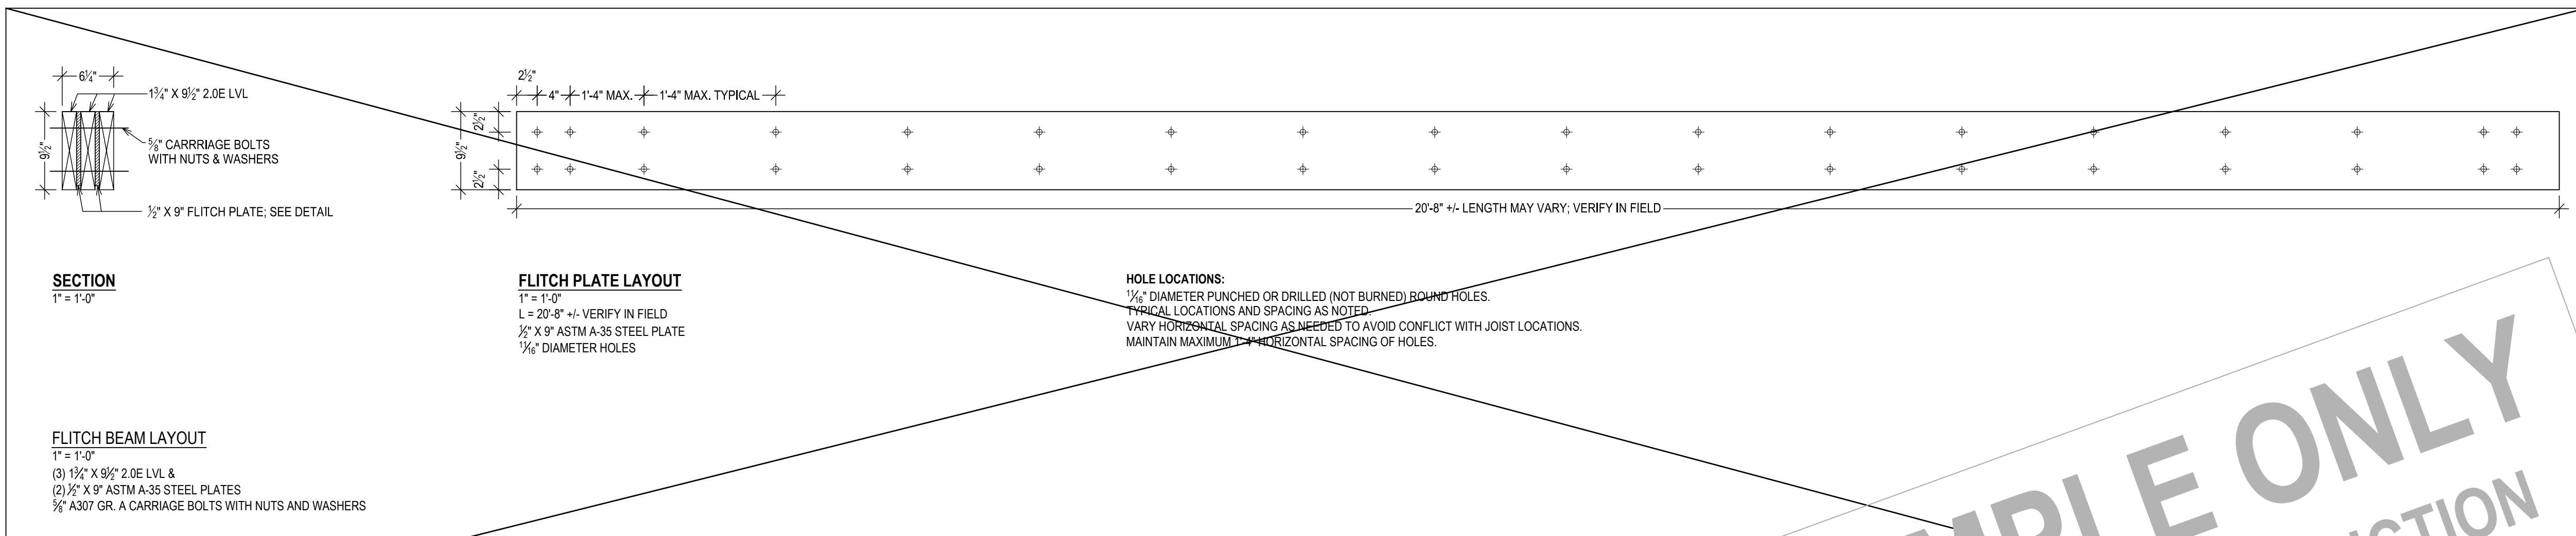 6¼"
1¾" X 9½" 2.0E LVL
9½"
⅝" CARRRIAGE BOLTS
WITH NUTS & WASHERS
½" X 9" FLITCH PLATE; SEE DETAIL
2½"
4"
1'-4" MAX.
1'-4" MAX. TYPICAL
9½"
2½"
2½"
20'-8" +/- LENGTH MAY VARY; VERIFY IN FIELD
SECTION
1" = 1'-0"
FLITCH PLATE LAYOUT
1" = 1'-0"
L = 20'-8" +/- VERIFY IN FIELD
½" X 9" ASTM A-35 STEEL PLATE
11⁄16" DIAMETER HOLES
HOLE LOCATIONS:
11⁄16" DIAMETER PUNCHED OR DRILLED (NOT BURNED) ROUND HOLES.
TYPICAL LOCATIONS AND SPACING AS NOTED.
VARY HORIZONTAL SPACING AS NEEDED TO AVOID CONFLICT WITH JOIST LOCATIONS.
MAINTAIN MAXIMUM 1'-4" HORIZONTAL SPACING OF HOLES.
FLITCH BEAM LAYOUT
1" = 1'-0"
(3) 1¾" X 9½" 2.0E LVL &
(2) ½" X 9" ASTM A-35 STEEL PLATES
⅝" A307 GR. A CARRIAGE BOLTS WITH NUTS AND WASHERS
MPLE ONLY
CTION